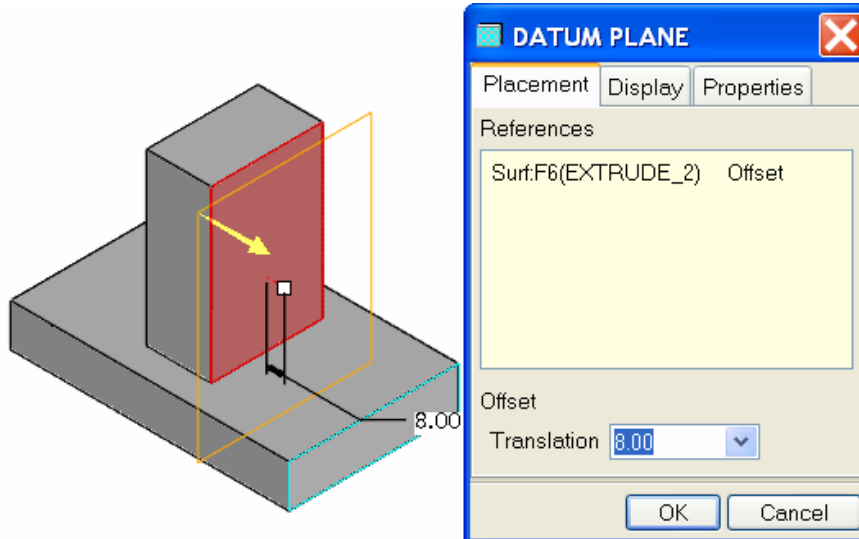 8.00
DATUM PLANE
Placement Display Properties
References
Surf:F6(EXTRUDE_2) Offset
Offset
Translation 8.00
OK Cancel